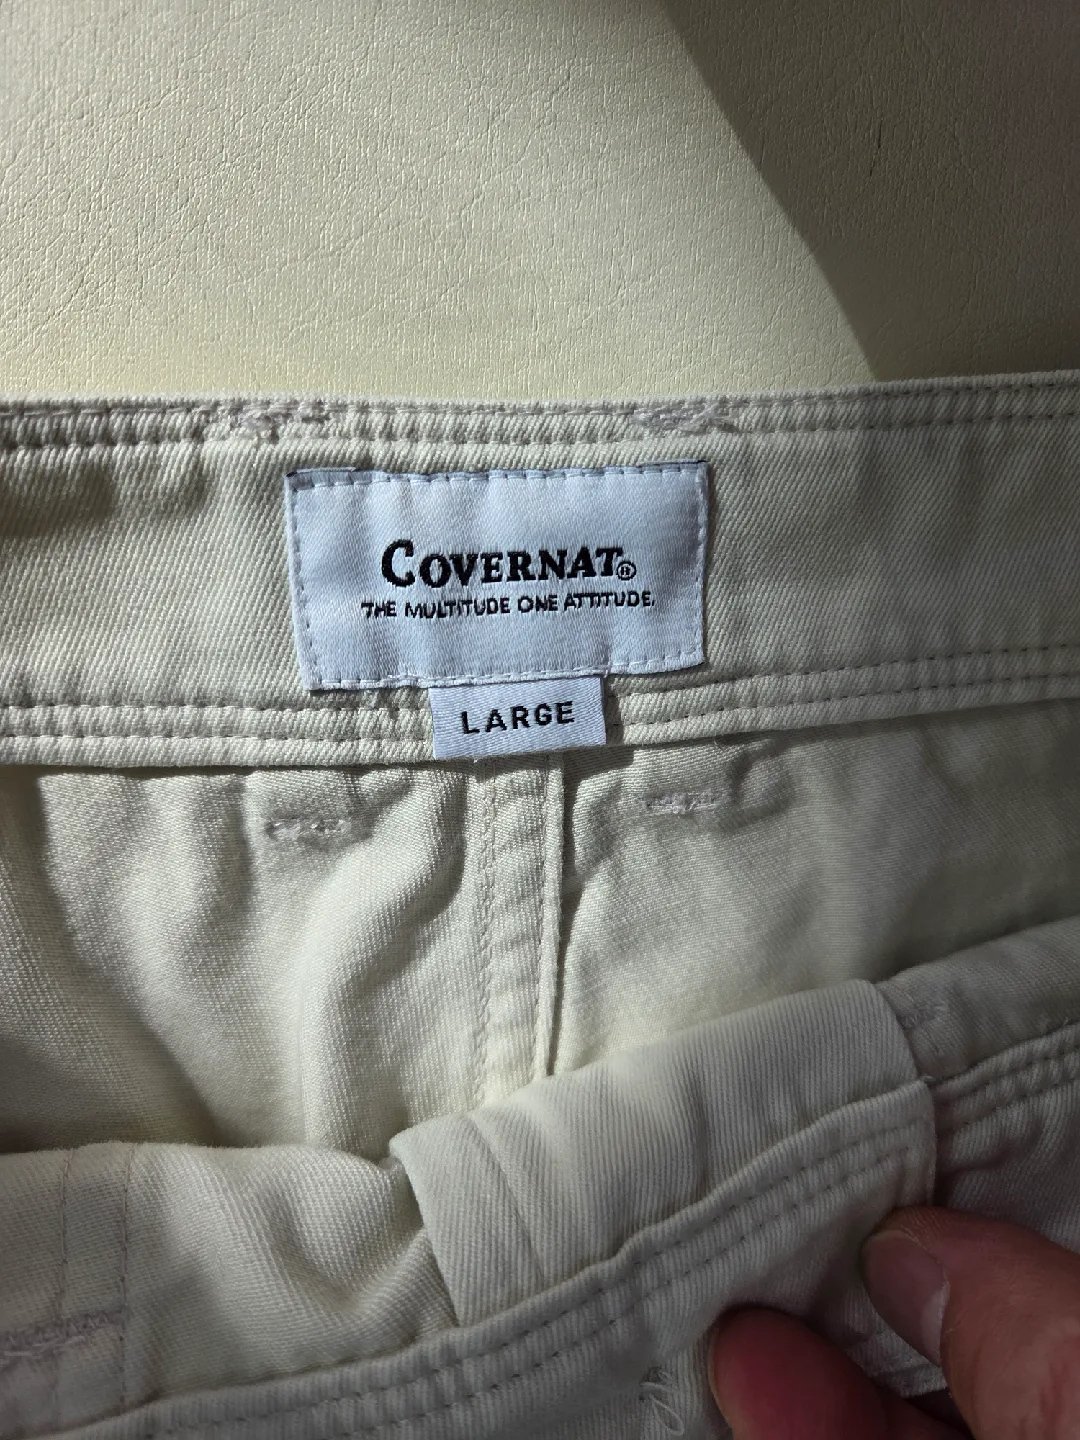 COVERNAT®
THE MULTITUDE ONE ATTITUDE.
LARGE